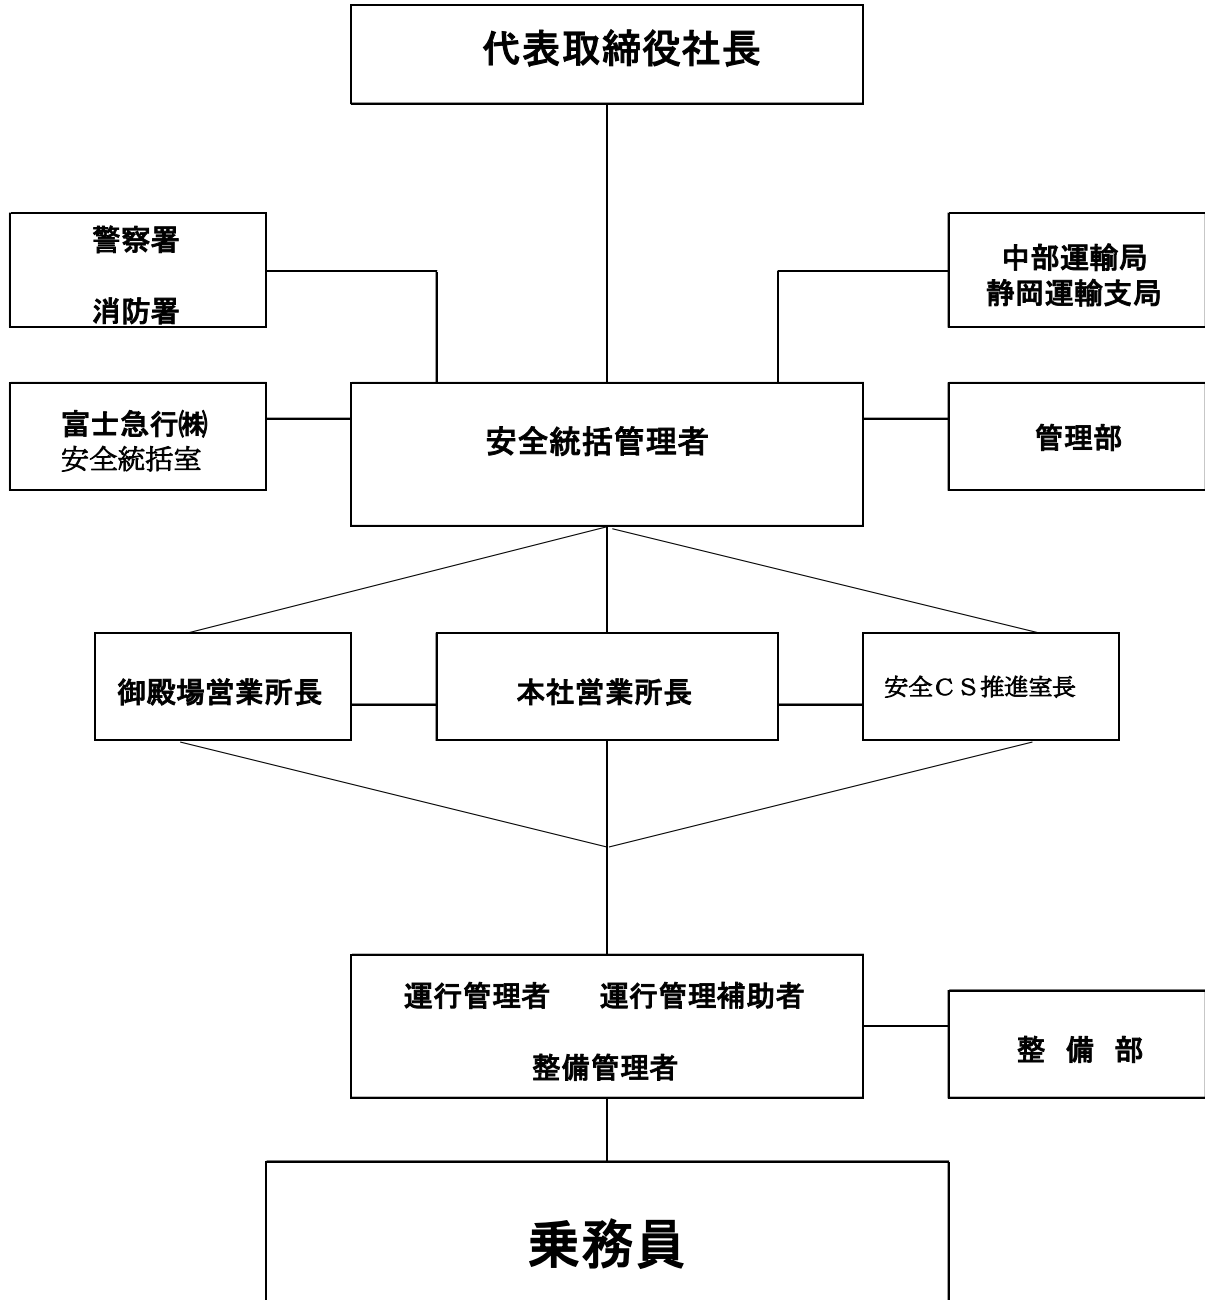 代表取締役社長
警察署
消防署
中部運輸局
静岡運輸支局
富士急行㈱
安全統括室
安全統括管理者
管理部
御殿場営業所長
本社営業所長
安全ＣＳ推進室長
運行管理者　運行管理補助者
整備管理者
整 備 部
乗務員